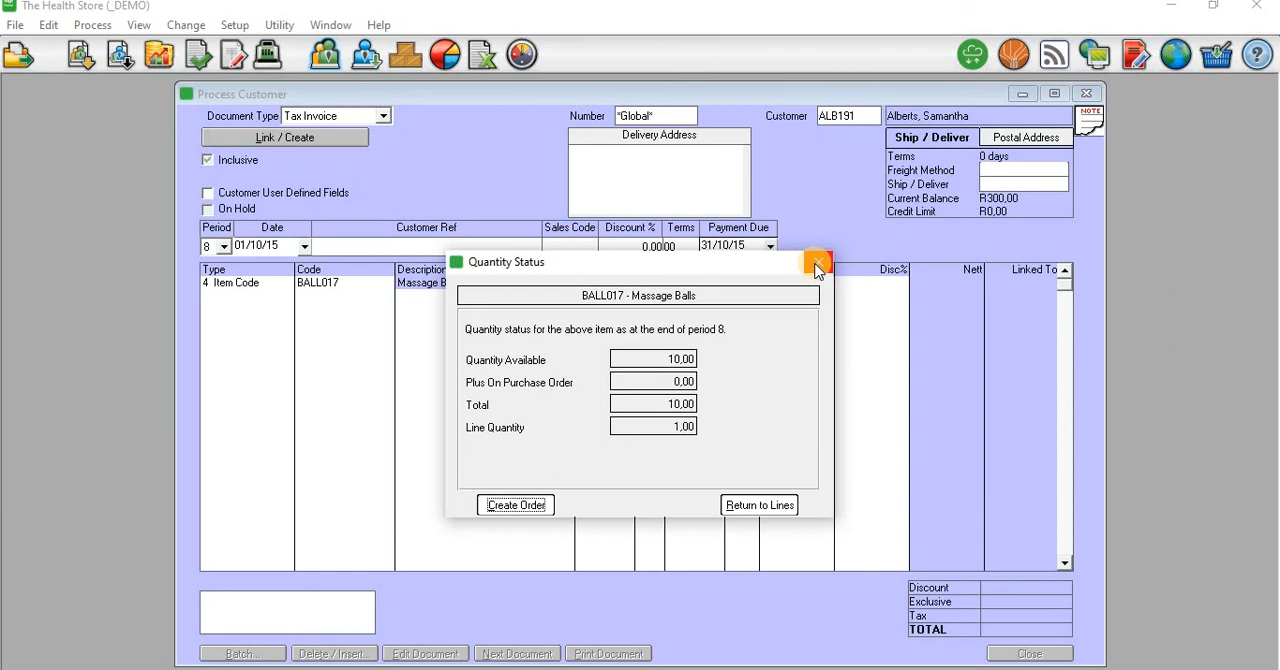 The Health Store (_DEMO)
File Edit Process View Change Setup Utility Window Help
Process Customer
Document Type Tax Invoice Number *Global* Customer ALB191 Alberts, Samantha NOTE
Link / Create Delivery Address Ship / Deliver Postal Address
Inclusive Terms 0 days
Freight Method
Ship / Deliver
Customer User Defined Fields Current Balance R300,00
On Hold Credit Limit R0,00
Period Date Customer Ref Sales Code Discount % Terms Payment Due
8 01/10/15 0.00 00 31/10/15
Type Code Description Disc% Nett Linked To
4 Item Code BALL017 Massage B
Quantity Status
BALL017 - Massage Balls
Quantity status for the above item as at the end of period 8.
Quantity Available 10,00
Plus On Purchase Order 0,00
Total 10,00
Line Quantity 1,00
Create Order Return to Lines
Discount
Exclusive
Tax
TOTAL
Batch... Delete / Insert... Edit Document Next Document Print Document Close